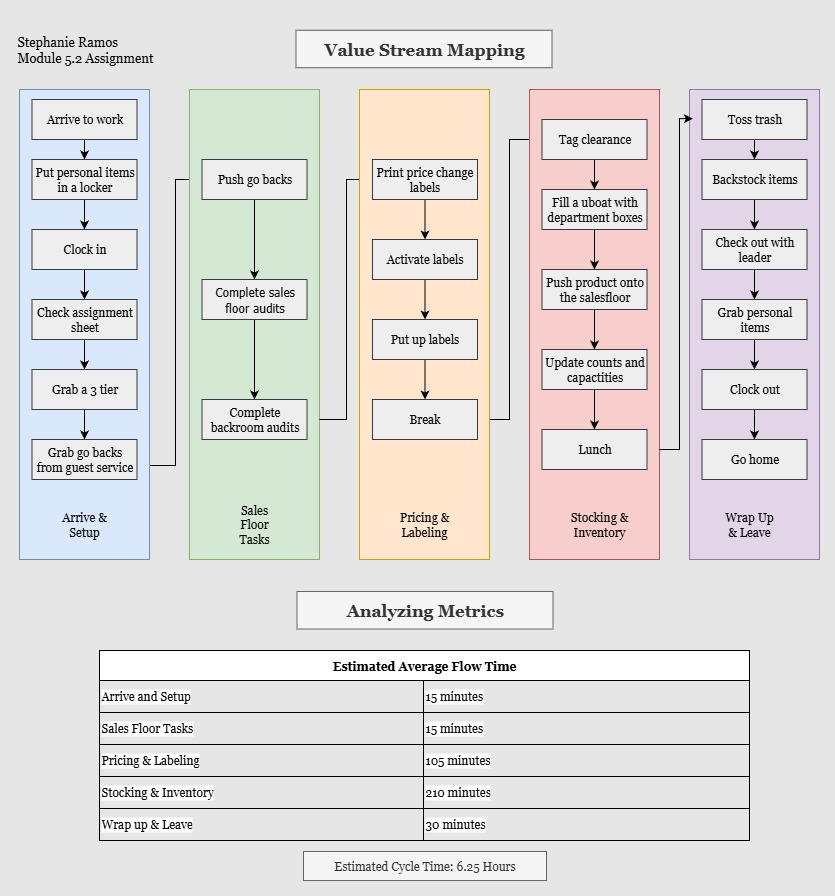 Stephanie Ramos
Module 5.2 Assignment
Value Stream Mapping
Arrive to work
Put personal items
in a locker
Clock in
Check assignment
sheet
Grab a 3 tier
Grab go backs
from guest service
Arrive &
Setup
Push go backs
Complete sales
floor audits
Complete
backroom audits
Sales
Floor
Tasks
Print price change
labels
Activate labels
Put up labels
Break
Pricing &
Labeling
Tag clearance
Fill a uboat with
department boxes
Push product onto
the salesfloor
Update counts and
capactities
Lunch
Stocking &
Inventory
Toss trash
Backstock items
Check out with
leader
Grab personal
items
Clock out
Go home
Wrap Up
& Leave
Analyzing Metrics
Estimated Average Flow Time
Arrive and Setup 15 minutes
Sales Floor Tasks 15 minutes
Pricing & Labeling 105 minutes
Stocking & Inventory 210 minutes
Wrap up & Leave 30 minutes
Estimated Cycle Time: 6.25 Hours